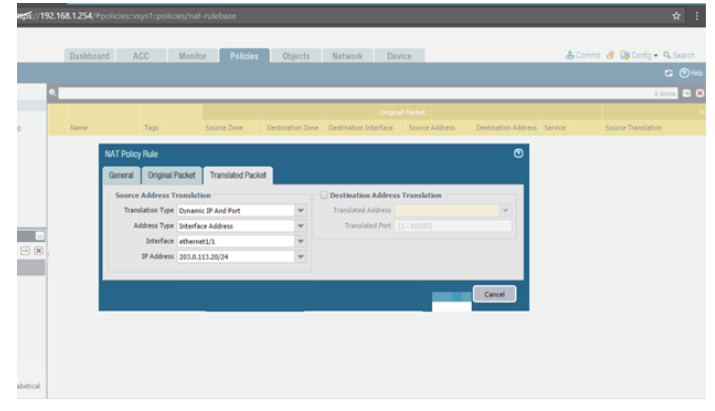 ://192.168.1.254/#policies:vsys1:policies/nat-rulebase
Dashboard ACC Monitor Policies Objects Network Device Commit Config Search
Help
0 items
Original Packet
Name Tags Source Zone Destination Zone Destination Interface Source Address Destination Address Service Source Translation
NAT Policy Rule
General Original Packet Translated Packet
Source Address Translation
Translation Type Dynamic IP And Port
Address Type Interface Address
Interface ethernet1/1
IP Address 203.0.113.20/24
Destination Address Translation
Translated Address
Translated Port [1 - 65535]
Cancel
abetical